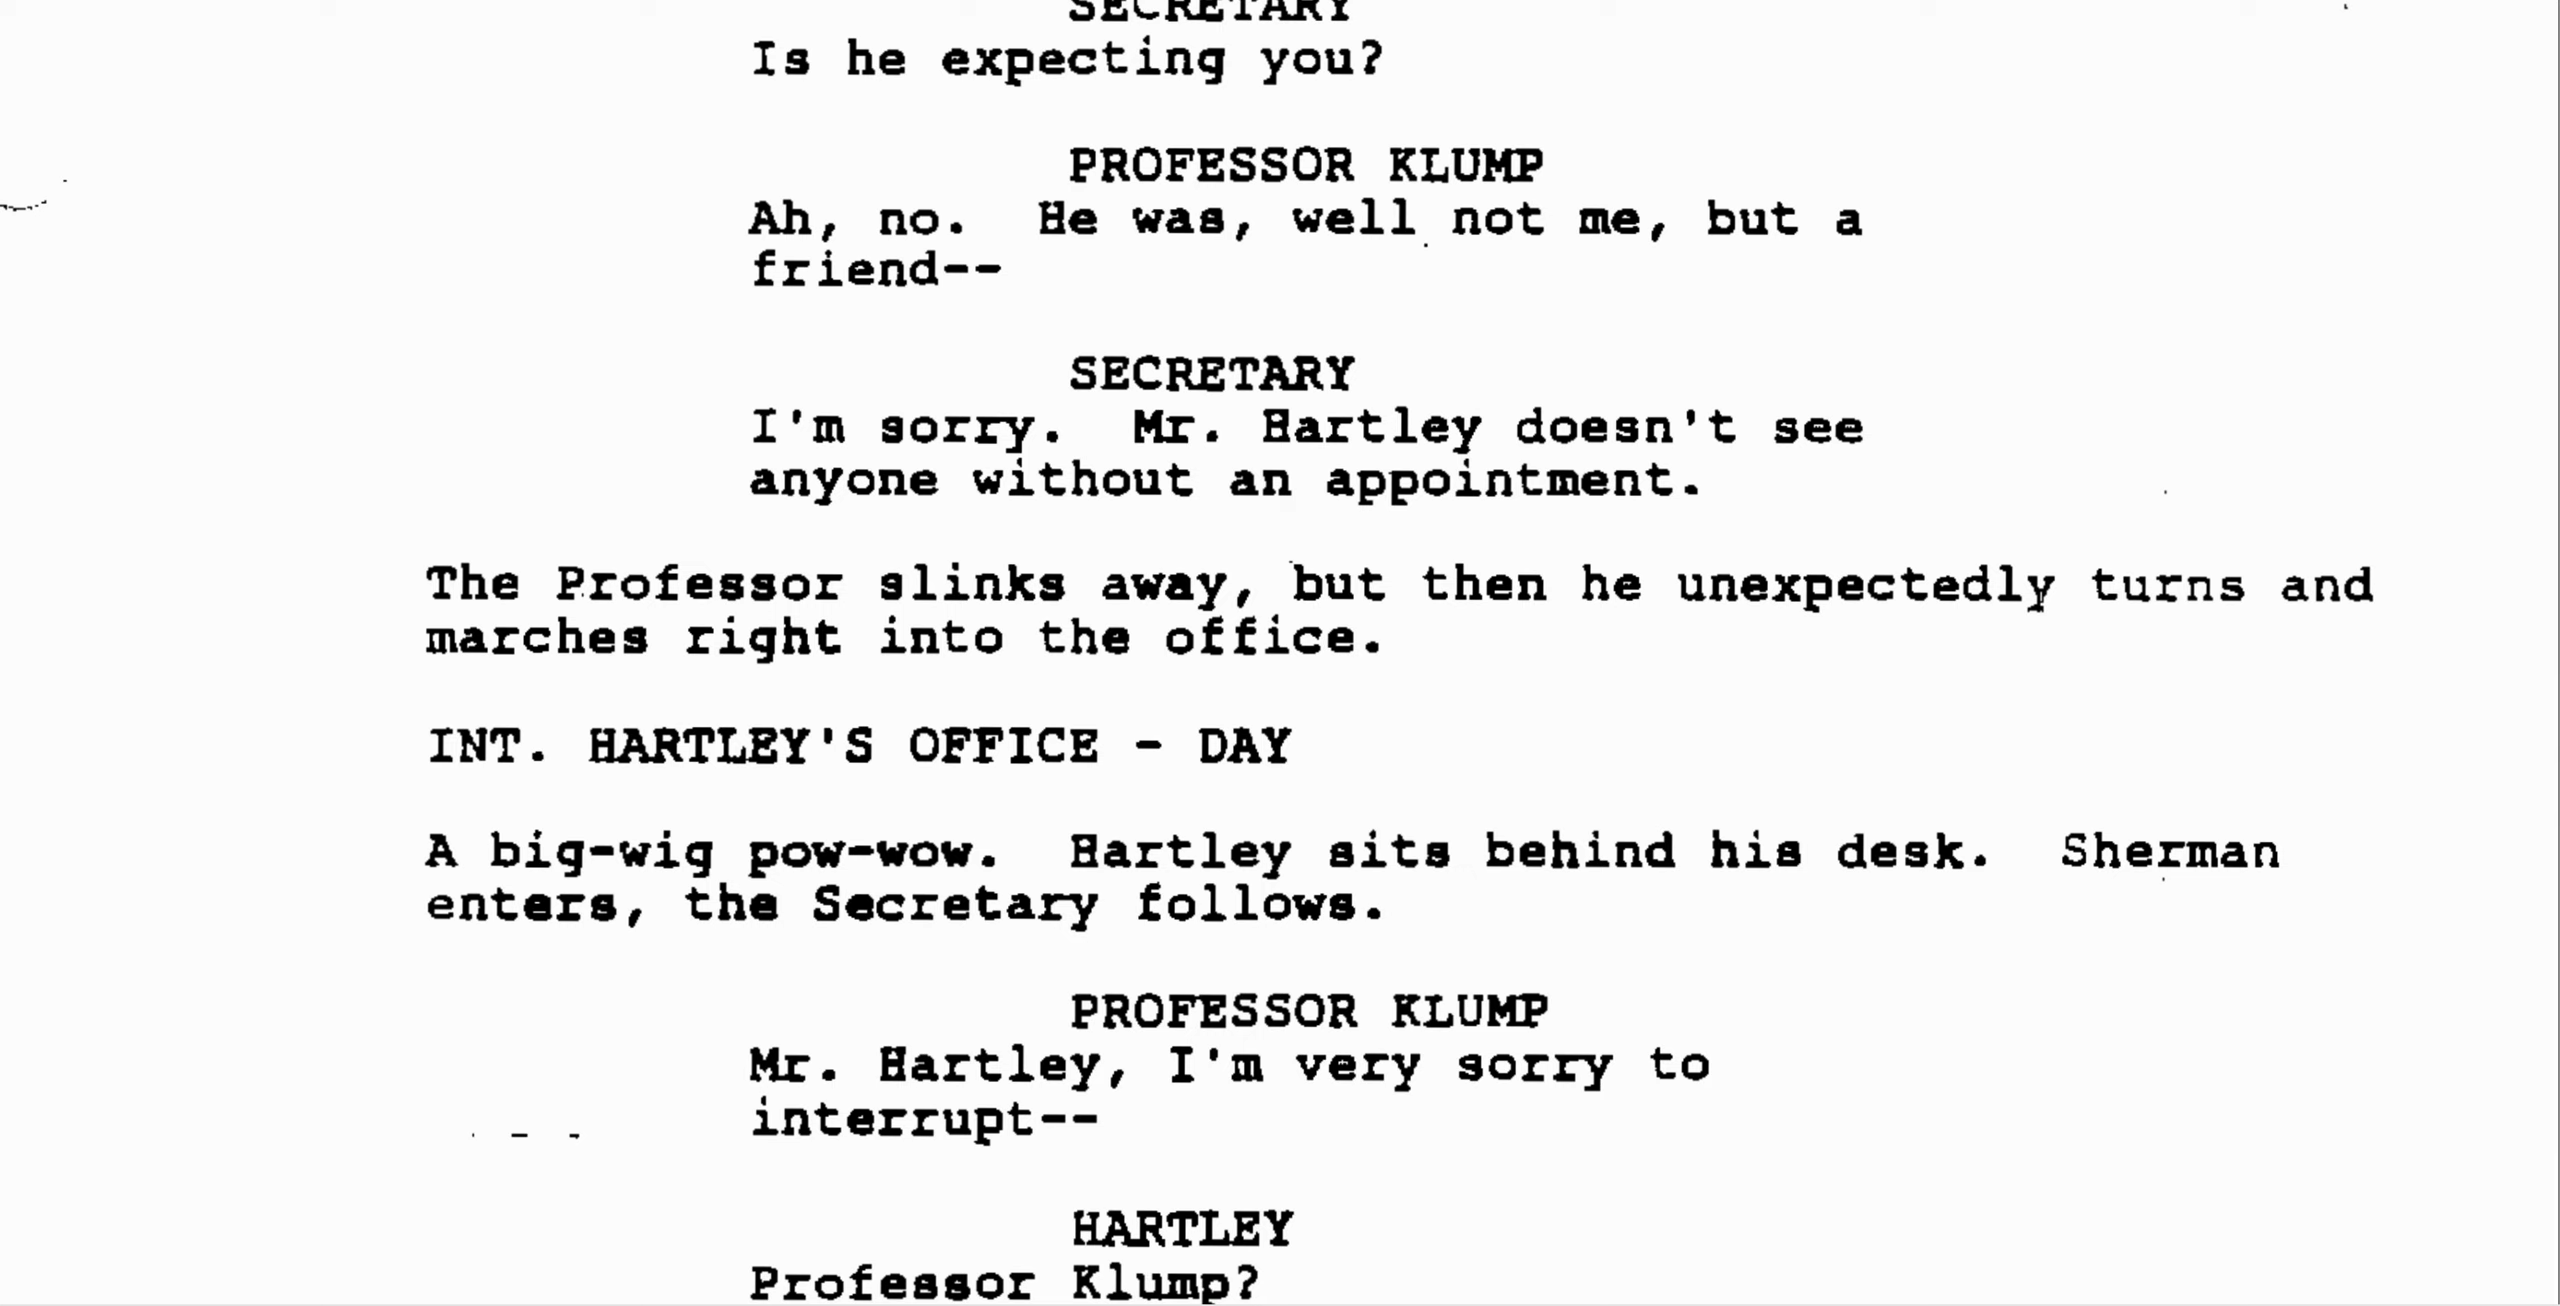 SECRETARY
Is he expecting you?
PROFESSOR KLUMP
Ah, no.  He was, well not me, but a
friend--
SECRETARY
I'm sorry.  Mr. Hartley doesn't see
anyone without an appointment.
The Professor slinks away, but then he unexpectedly turns and
marches right into the office.
INT. HARTLEY'S OFFICE - DAY
A big-wig pow-wow.  Hartley sits behind his desk.  Sherman
enters, the Secretary follows.
PROFESSOR KLUMP
Mr. Hartley, I'm very sorry to
interrupt--
HARTLEY
Professor Klump?